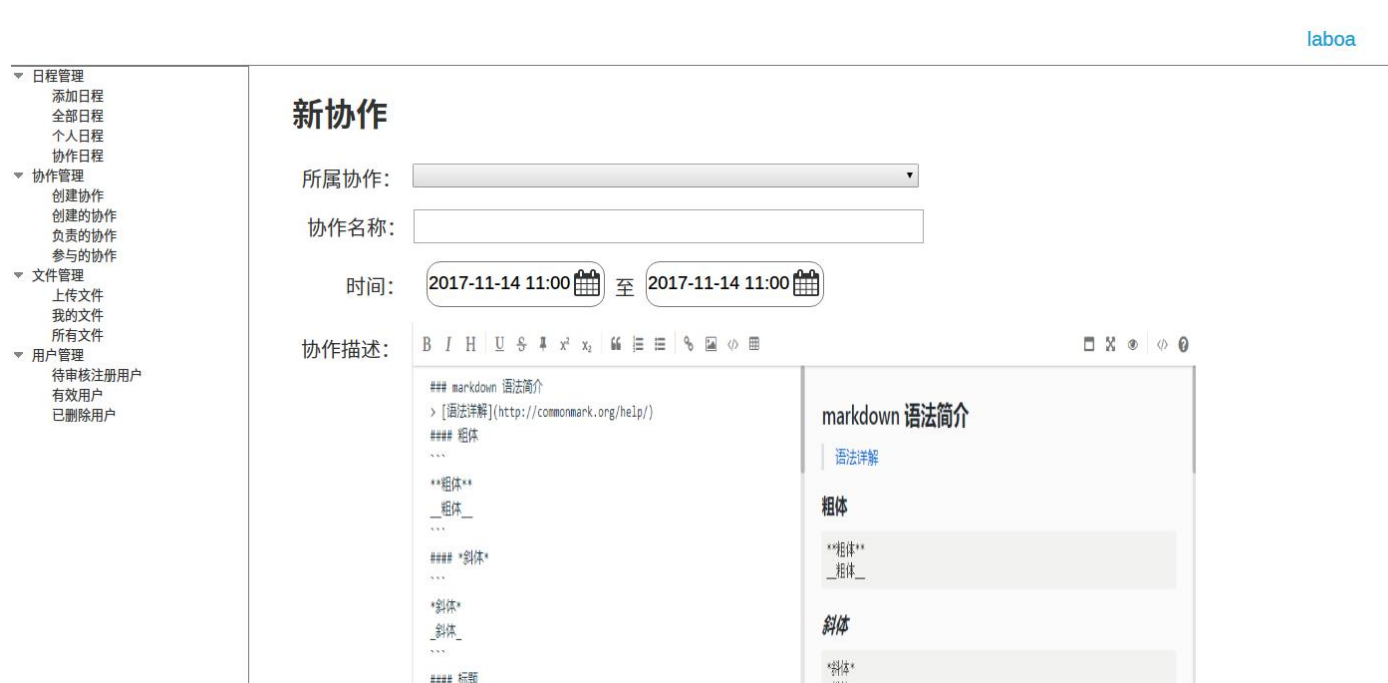 laboa
日程管理
添加日程
全部日程
个人日程
协作日程
协作管理
创建协作
创建的协作
负责的协作
参与的协作
文件管理
上传文件
我的文件
所有文件
用户管理
待审核注册用户
有效用户
已删除用户
新协作
所属协作：
协作名称：
时间： 2017-11-14 11:00 至 2017-11-14 11:00
协作描述：
B I H U S x² x₂
### markdown 语法简介
> [语法详解](http://commonmark.org/help/)
#### 粗体
```
**粗体**
__粗体__
```
#### *斜体*
```
*斜体*
_斜体_
```
#### 标题
markdown 语法简介
语法详解
粗体
**粗体**
__粗体__
斜体
*斜体*